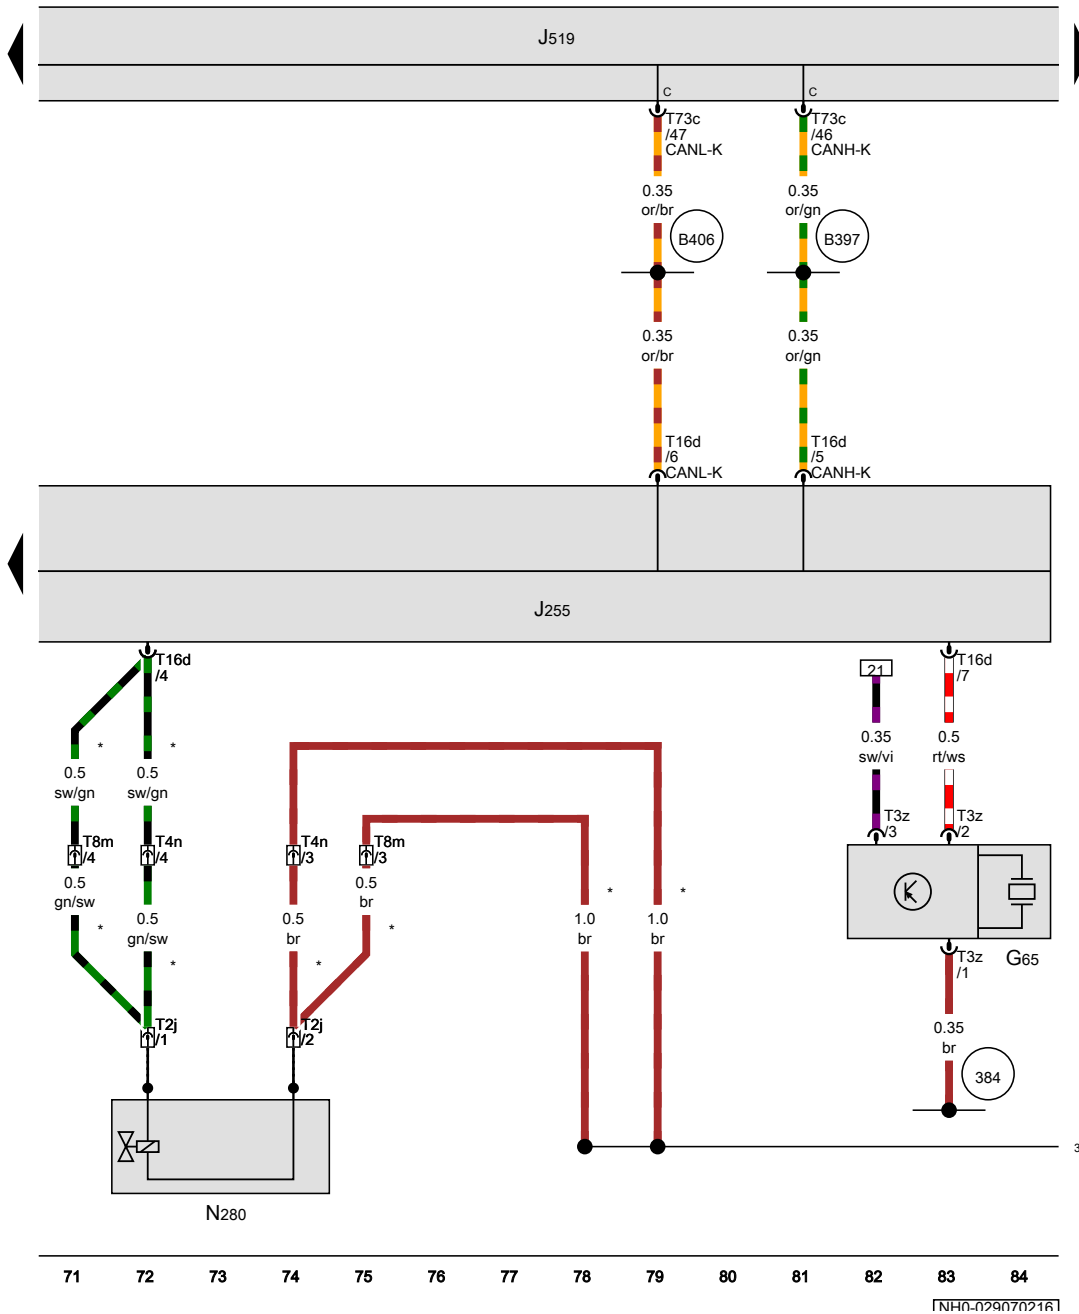 J519
C
C
T73c
/47
CANL-K
T73c
/46
CANH-K
0.35
or/br
0.35
or/gn
B406
B397
0.35
or/br
0.35
or/gn
T16d
/6
CANL-K
T16d
/5
CANH-K
J255
T16d
/4
21
T16d
/7
*
*
0.5
sw/gn
0.5
sw/gn
0.35
sw/vi
0.5
rt/ws
T8m
/4
T4n
/4
T4n
/3
T8m
/3
T3z
/3
T3z
/2
0.5
gn/sw
0.5
br
*
*
0.5
gn/sw
0.5
br
1.0
br
1.0
br
*
*
*
*
T3z
/1
G65
T2j
/1
T2j
/2
0.35
br
384
3
N280
71 72 73 74 75 76 77 78 79 80 81 82 83 84
NH0-029070216